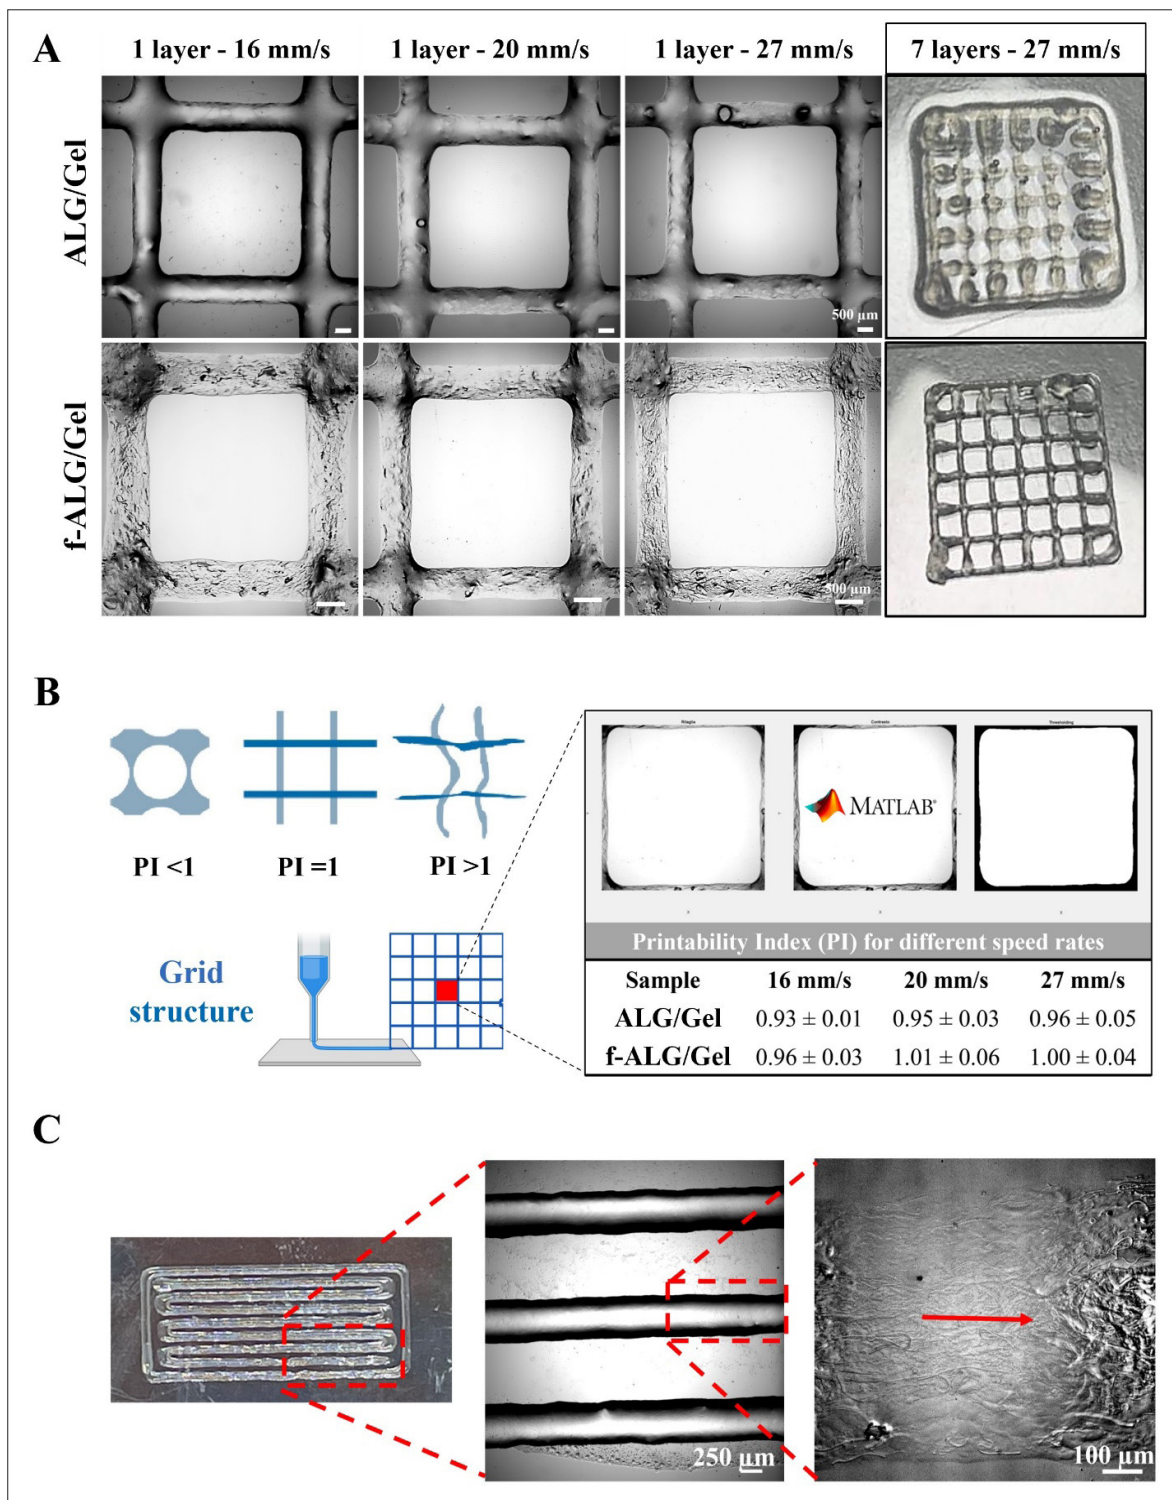 A
1 layer - 16 mm/s
1 layer - 20 mm/s
1 layer - 27 mm/s
7 layers - 27 mm/s
ALG/Gel
500 µm
f-ALG/Gel
500 µm
B
PI <1
PI =1
PI >1
Grid
structure
Ritaglio
Contrasto
Thresholding
MATLAB®
Printability Index (PI) for different speed rates
Sample 16 mm/s 20 mm/s 27 mm/s
ALG/Gel 0.93 ± 0.01 0.95 ± 0.03 0.96 ± 0.05
f-ALG/Gel 0.96 ± 0.03 1.01 ± 0.06 1.00 ± 0.04
C
250 µm
100 µm